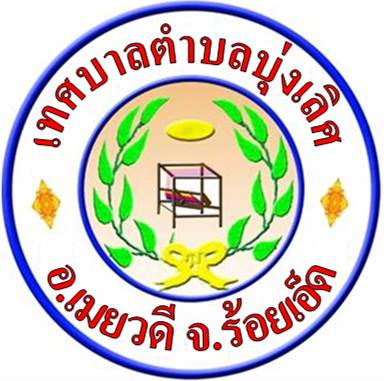 เทศบาลตำบลบุ่งเลิศ
อ.เมยวดี จ.ร้อยเอ็ด